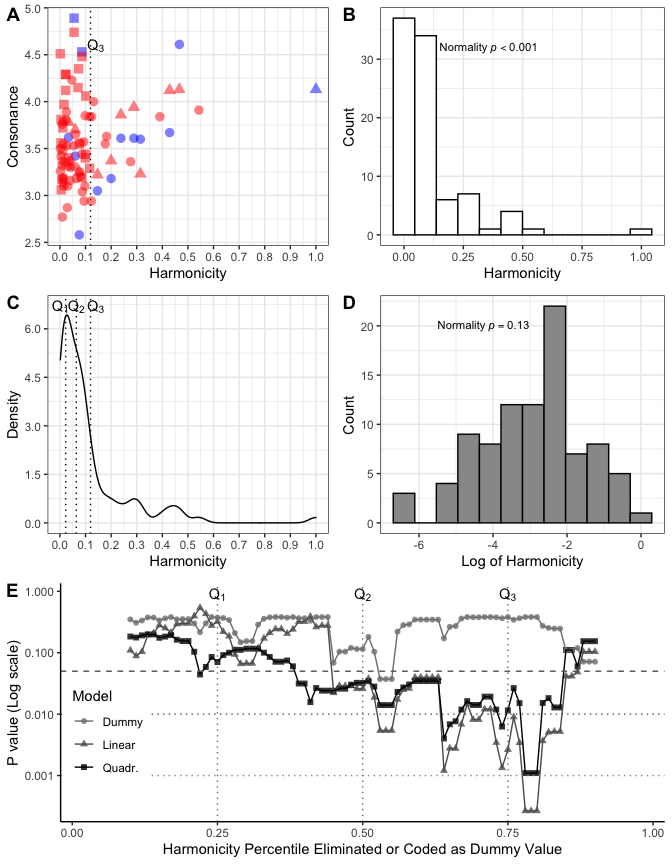 A
5.0
4.5
4.0
3.5
3.0
2.5
Consonance
Q3
0.0 0.1 0.2 0.3 0.4 0.5 0.6 0.7 0.8 0.9 1.0
Harmonicity
B
30
20
10
0
Count
Normality p < 0.001
0.00 0.25 0.50 0.75 1.00
Harmonicity
C
6.0
4.5
3.0
1.5
0.0
Density
Q1 Q2 Q3
0.0 0.1 0.2 0.3 0.4 0.5 0.6 0.7 0.8 0.9 1.0
Harmonicity
D
20
15
10
5
0
Count
Normality p = 0.13
-6 -4 -2 0
Log of Harmonicity
E
1.000
0.100
0.010
0.001
P value (Log scale)
Q1 Q2 Q3
Model
Dummy
Linear
Quadr.
0.00 0.25 0.50 0.75 1.00
Harmonicity Percentile Eliminated or Coded as Dummy Value